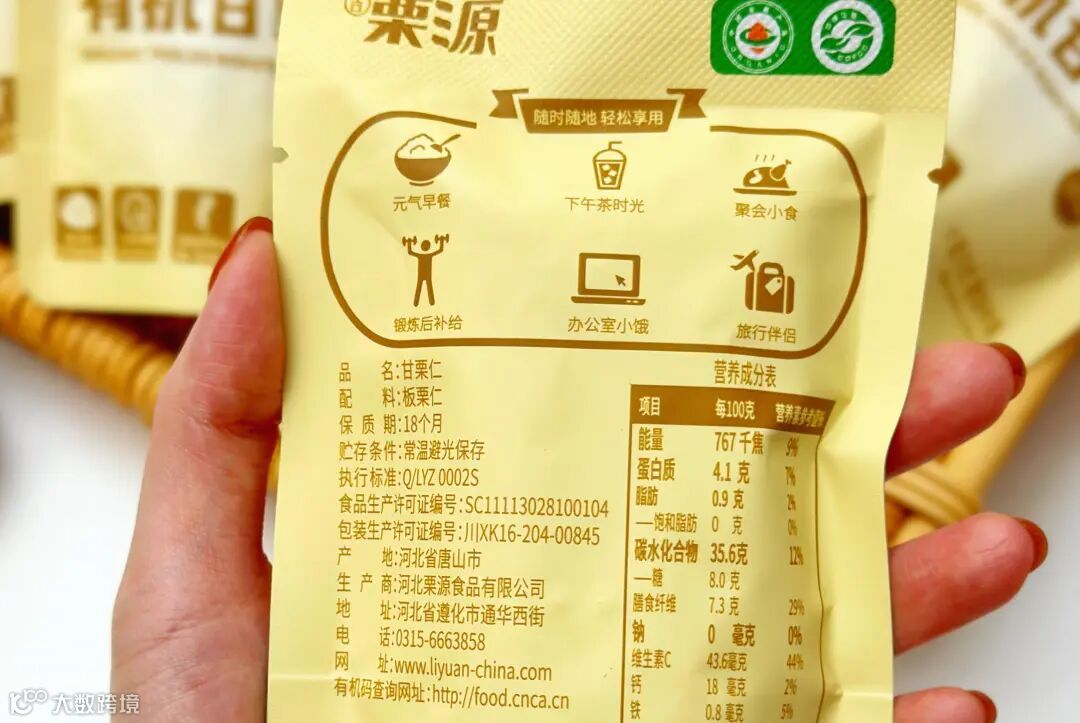 栗源
随时随地 轻松享用
元气早餐
下午茶时光
聚会小食
锻炼后补给
办公室小饿
旅行伴侣
品 名:甘栗仁
配 料:板栗仁
保 质 期:18个月
贮存条件:常温避光保存
执行标准:Q/LYZ 0002S
食品生产许可证编号:SC11113028100104
包装生产许可证编号:川XK16-204-00845
产 地:河北省唐山市
生 产 商:河北栗源食品有限公司
地 址:河北省遵化市通华西街
电 话:0315-6663858
网 址:www.liyuan-china.com
有机码查询网址:http://food.cnca.cn
营养成分表
项目 每100克 营养素参考值%
能量 767 千焦 9%
蛋白质 4.1 克 7%
脂肪 0.9 克 2%
—饱和脂肪 0 克 0%
碳水化合物 35.6克 12%
—糖 8.0 克
膳食纤维 7.3 克 29%
钠 0 毫克 0%
维生素C 43.6毫克 44%
钙 18 毫克 2%
铁 0.8 毫克 5%
有机甘
有机甘
大数跨境